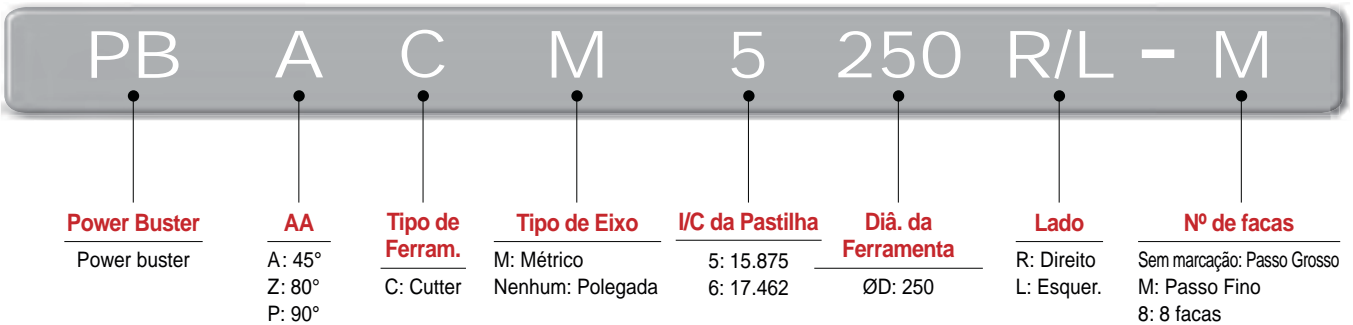 PB A C M 5 250 R/L - M
Power Buster
Power buster
AA
A: 45°
Z: 80°
P: 90°
Tipo de
Ferram.
C: Cutter
Tipo de Eixo
M: Métrico
Nenhum: Polegada
I/C da Pastilha
5: 15.875
6: 17.462
Diâ. da
Ferramenta
ØD: 250
Lado
R: Direito
L: Esquer.
Nº de facas
Sem marcação: Passo Grosso
M: Passo Fino
8: 8 facas